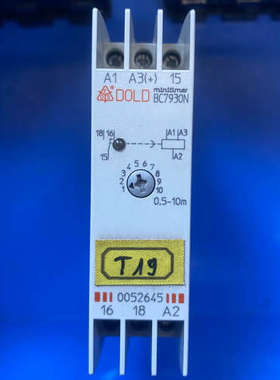 A1 A3(+) 15
DOLD
minitimer
BC7930N
18 16
15
A1 A3
A2
1 2 3 4 5 6 7 8 9 10
0,5-10m
T19
0052645
16 18 A2